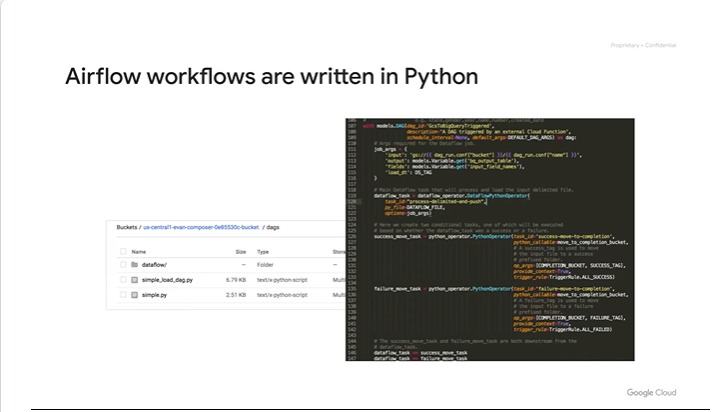 Proprietary + Confidential
Airflow workflows are written in Python
Buckets / us-central1-evan-composer-0e85530c-bucket / dags
Name Size Type
dataflow/ – Folder
simple_load_dag.py 6.79 KB text/x-python-script Multi
simple.py 2.51 KB text/x-python-script Multi
with models.DAG(dag_id="GcsToBigQueryTriggered",
description="A DAG triggered by an external Cloud Function",
schedule_interval=None, default_args=DEFAULT_DAG_ARGS) as dag:
# Args required for the Dataflow job.
job_args = {
'input': 'gs://{{ dag_run.conf["bucket"] }}/{{ dag_run.conf["name"] }}',
'output': models.Variable.get('bq_output_table'),
'fields': models.Variable.get('input_field_names'),
'load_dt': DS_TAG
}
# Main Dataflow task that will process and load the input delimited file.
dataflow_task = dataflow_operator.DataFlowPythonOperator(
task_id="process-delimited-and-push",
py_file=DATAFLOW_FILE,
options=job_args)
# Here we create two conditional tasks, one of which will be executed
# based on whether the dataflow_task was a success or a failure.
success_move_task = python_operator.PythonOperator(task_id='success-move-to-completion',
python_callable=move_to_completion_bucket,
# A success_tag is used to move
# the input file to a success
# prefixed folder.
op_args=[COMPLETION_BUCKET, SUCCESS_TAG],
provide_context=True,
trigger_rule=TriggerRule.ALL_SUCCESS)
failure_move_task = python_operator.PythonOperator(task_id='failure-move-to-completion',
python_callable=move_to_completion_bucket,
# A failure_tag is used to move
# the input file to a failure
# prefixed folder.
op_args=[COMPLETION_BUCKET, FAILURE_TAG],
provide_context=True,
trigger_rule=TriggerRule.ALL_FAILED)
# The success_move_task and failure_move_task are both downstream from the
# dataflow_task.
dataflow_task >> success_move_task
dataflow_task >> failure_move_task
Google Cloud